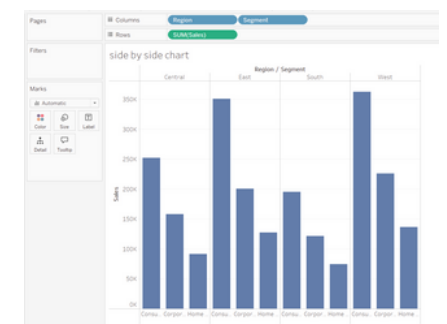 Pages
Columns
Region
Segment
Rows
SUM(Sales)
Filters
side by side chart
Region / Segment
Central
East
South
West
Marks
Automatic
Color
Size
Label
Detail
Tooltip
Sales
350K
300K
250K
200K
150K
100K
50K
0K
Consu.. Corpor.. Home .. Consu.. Corpor.. Home .. Consu.. Corpor.. Home .. Consu.. Corpor.. Home ..